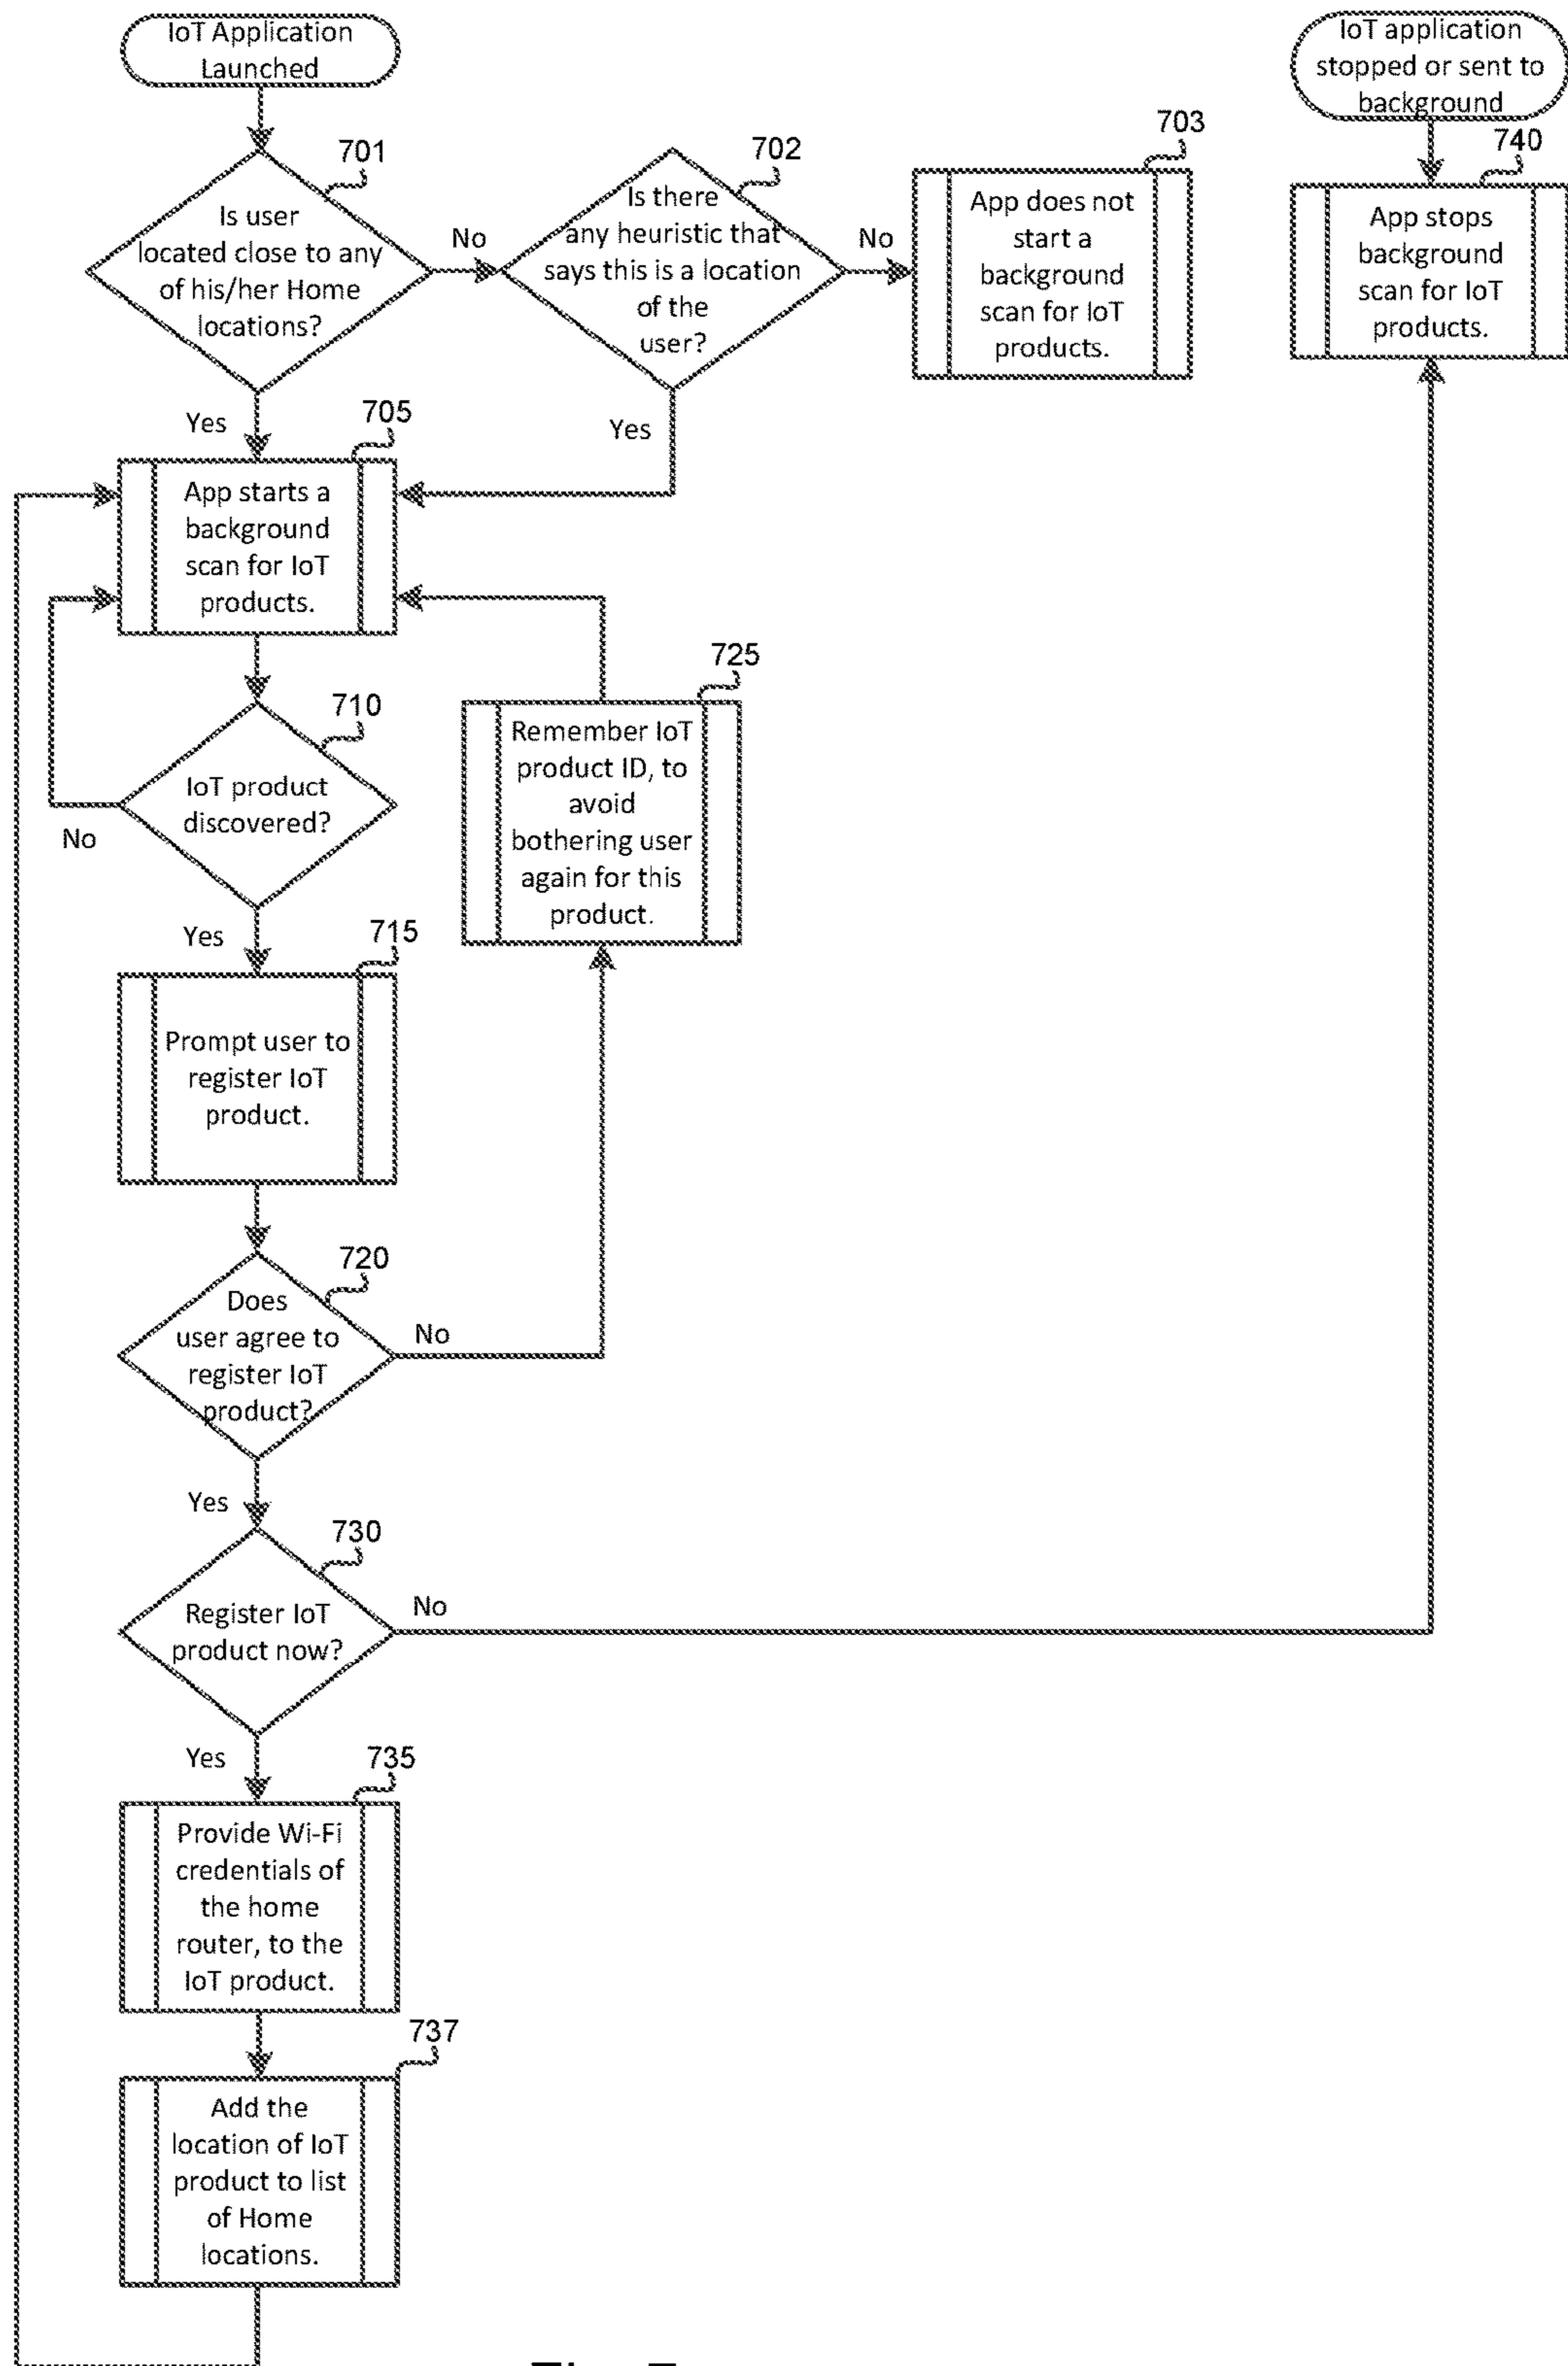 IoT Application
Launched
701
Is user
located close to any
of his/her Home
locations?
No
Yes
702
Is there
any heuristic that
says this is a location
of the
user?
No
Yes
703
App does not
start a
background
scan for IoT
products.
IoT application
stopped or sent to
background
740
App stops
background
scan for IoT
products.
705
App starts a
background
scan for IoT
products.
710
IoT product
discovered?
No
Yes
725
Remember IoT
product ID, to
avoid
bothering user
again for this
product.
715
Prompt user to
register IoT
product.
720
Does
user agree to
register IoT
product?
No
Yes
730
Register IoT
product now?
No
Yes
735
Provide Wi-Fi
credentials of
the home
router, to the
IoT product.
737
Add the
location of IoT
product to list
of Home
locations.